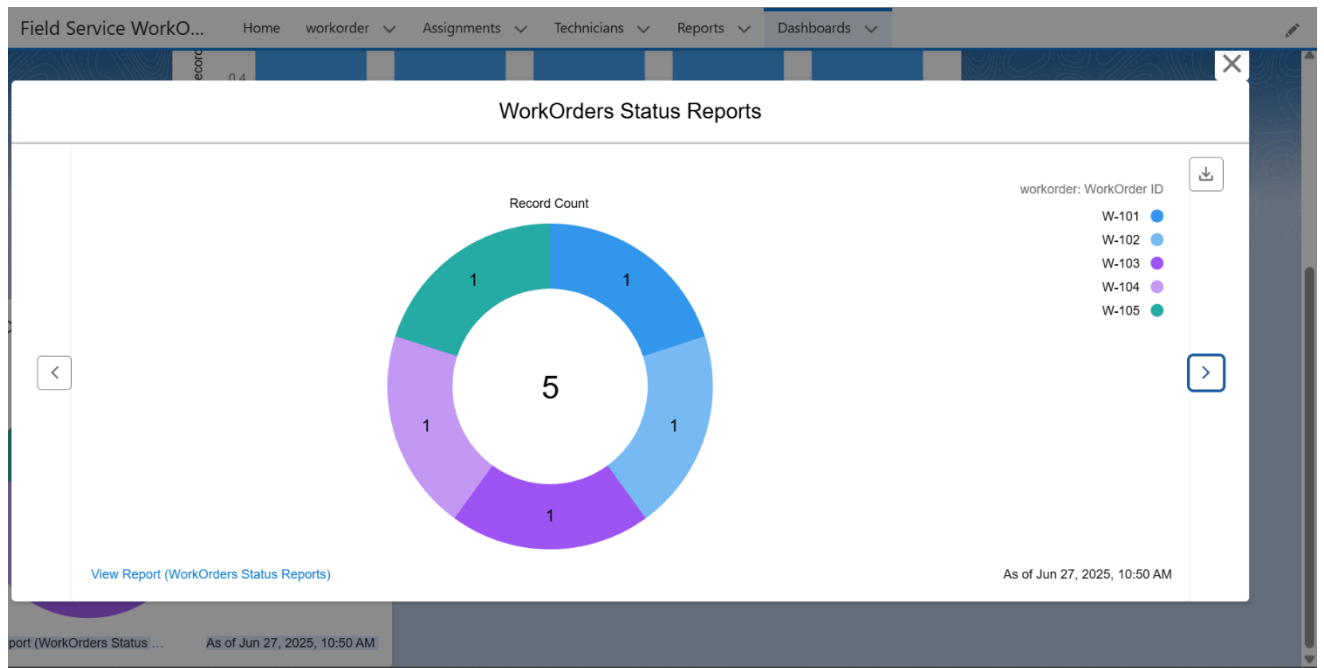 Field Service WorkO... Home workorder Assignments Technicians Reports Dashboards
0.4
WorkOrders Status Reports
Record Count
workorder: WorkOrder ID
W-101
W-102
W-103
W-104
W-105
1 1
5
1 1
1
View Report (WorkOrders Status Reports) As of Jun 27, 2025, 10:50 AM
port (WorkOrders Status ... As of Jun 27, 2025, 10:50 AM